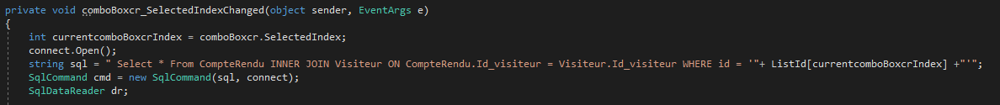 private void comboBoxcr_SelectedIndexChanged(object sender, EventArgs e)
{
int currentcomboBoxcrIndex = comboBoxcr.SelectedIndex;
connect.Open();
string sql = " Select * From CompteRendu INNER JOIN Visiteur ON CompteRendu.Id_visiteur = Visiteur.Id_visiteur WHERE id = '"+ ListId[currentcomboBoxcrIndex] +"'";
SqlCommand cmd = new SqlCommand(sql, connect);
SqlDataReader dr;